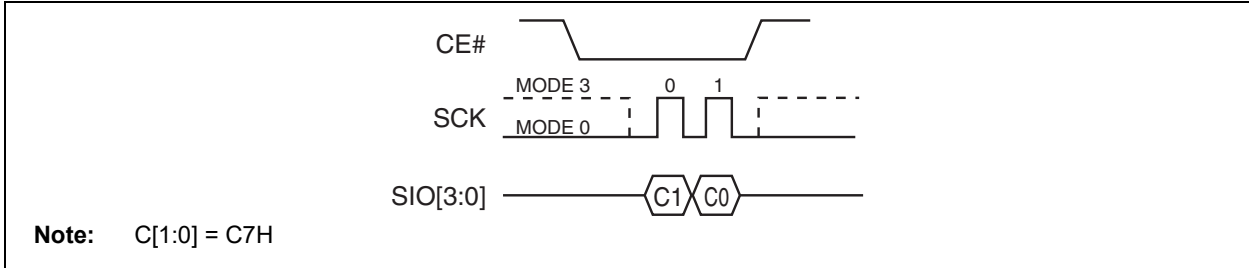 CE#
MODE 3 0 1
SCK
MODE 0
SIO[3:0] C1 C0
Note: C[1:0] = C7H